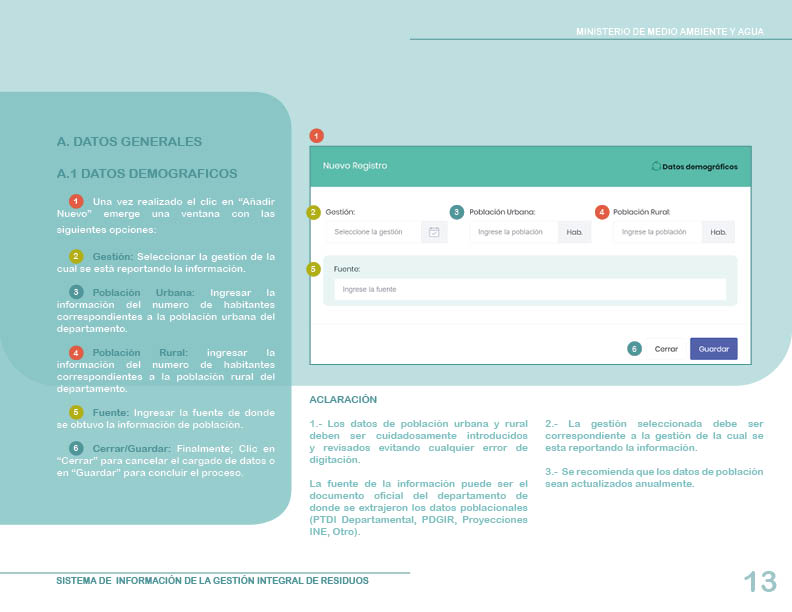 MINISTERIO DE MEDIO AMBIENTE Y AGUA
A. DATOS GENERALES
A.1 DATOS DEMOGRAFICOS
1 Una vez realizado el clic en “Añadir
Nuevo” emerge una ventana con las
siguientes opciones:
2 Gestión: Seleccionar la gestión de la
cual se está reportando la información.
3 Población Urbana: Ingresar la
información del numero de habitantes
correspondientes a la población urbana del
departamento.
4 Población Rural: ingresar la
información del numero de habitantes
correspondientes a la población rural del
departamento.
5 Fuente: Ingresar la fuente de donde
se obtuvo la información de población.
6 Cerrar/Guardar: Finalmente; Clic en
“Cerrar” para cancelar el cargado de datos o
en “Guardar” para concluir el proceso.
1
Nuevo Registro Datos demográficos
2 Gestión: 3 Población Urbana: 4 Población Rural:
Seleccione la gestión Ingrese la población Hab. Ingrese la población Hab.
5 Fuente:
Ingrese la fuente
6 Cerrar Guardar
ACLARACIÓN
1.- Los datos de población urbana y rural
deben ser cuidadosamente introducidos
y revisados evitando cualquier error de
digitación.
La fuente de la información puede ser el
documento oficial del departamento de
donde se extrajeron los datos poblacionales
(PTDI Departamental, PDGIR, Proyecciones
INE, Otro).
2.- La gestión seleccionada debe ser
correspondiente a la gestión de la cual se
esta reportando la información.
3.- Se recomienda que los datos de población
sean actualizados anualmente.
SISTEMA DE INFORMACIÓN DE LA GESTIÓN INTEGRAL DE RESIDUOS
13